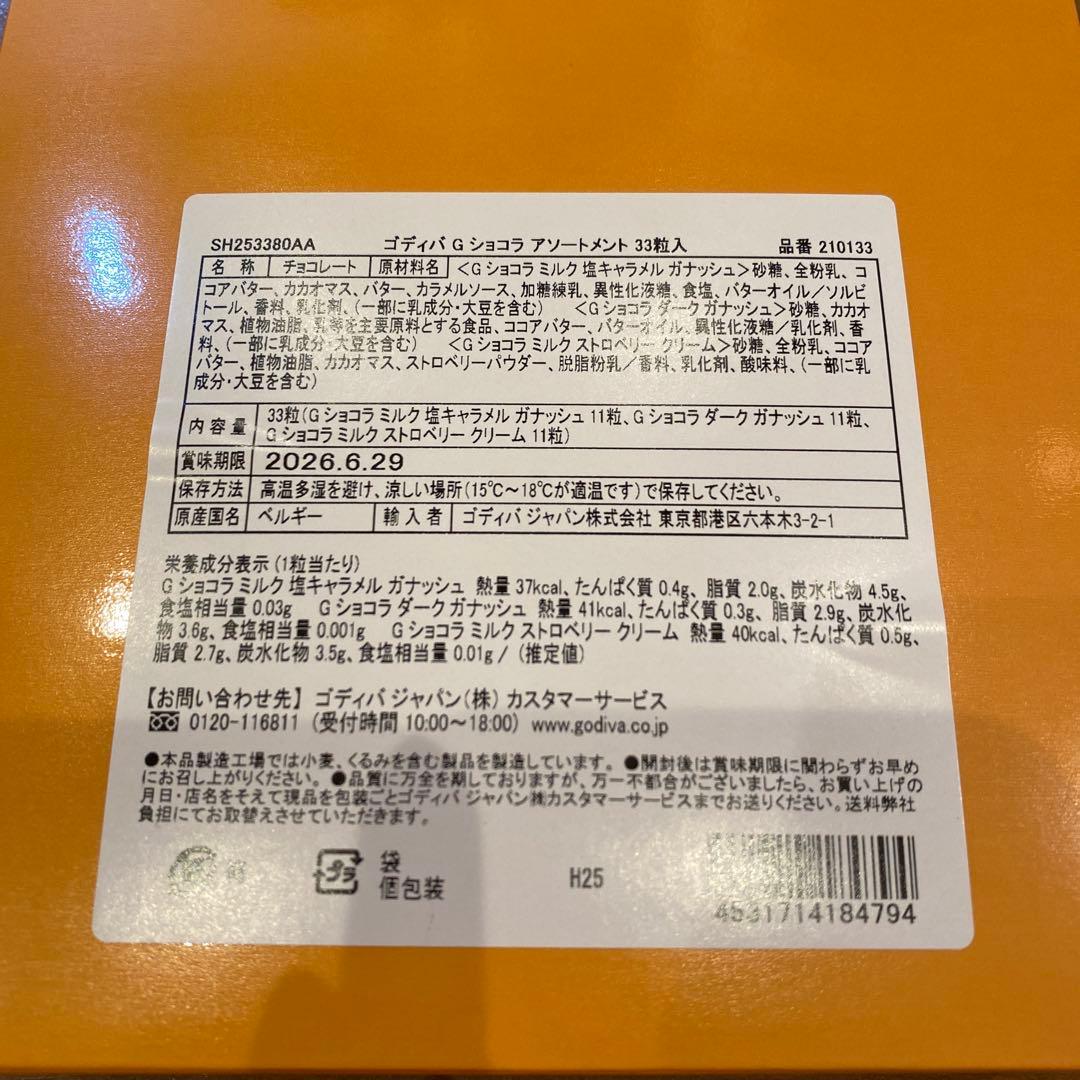 SH253380AA ゴディバ G ショコラ アソートメント 33粒入 品番 210133
名 称 チョコレート 原材料名 <G ショコラ ミルク 塩キャラメル ガナッシュ>砂糖、全粉乳、コ
コアバター、カカオマス、バター、カラメルソース、加糖練乳、異性化液糖、食塩、バターオイル/ソルビ
トール、香料、乳化剤、(一部に乳成分・大豆を含む) <G ショコラ ダーク ガナッシュ>砂糖、カカオ
マス、植物油脂、乳等を主要原料とする食品、ココアバター、バターオイル、異性化液糖/乳化剤、香
料、(一部に乳成分・大豆を含む) <G ショコラ ミルク ストロベリー クリーム>砂糖、全粉乳、ココア
バター、植物油脂、カカオマス、ストロベリーパウダー、脱脂粉乳/香料、乳化剤、酸味料、(一部に乳
成分・大豆を含む)
内 容 量 33粒(G ショコラ ミルク 塩キャラメル ガナッシュ 11粒、G ショコラ ダーク ガナッシュ 11粒、
G ショコラ ミルク ストロベリー クリーム 11粒)
賞味期限 2026.6.29
保存方法 高温多湿を避け、涼しい場所(15℃～18℃が適温です)で保存してください。
原産国名 ベルギー 輸 入 者 ゴディバ ジャパン株式会社 東京都港区六本木3-2-1
栄養成分表示 (1粒当たり)
G ショコラ ミルク 塩キャラメル ガナッシュ 熱量 37kcal、たんぱく質 0.4g、脂質 2.0g、炭水化物 4.5g、
食塩相当量 0.03g G ショコラ ダーク ガナッシュ 熱量 41kcal、たんぱく質 0.3g、脂質 2.9g、炭水化
物 3.6g、食塩相当量 0.001g G ショコラ ミルク ストロベリー クリーム 熱量 40kcal、たんぱく質 0.5g、
脂質 2.7g、炭水化物 3.5g、食塩相当量 0.01g / (推定値)
【お問い合わせ先】 ゴディバ ジャパン(株) カスタマーサービス
0120-116811 (受付時間 10:00～18:00) www.godiva.co.jp
●本品製造工場では小麦、くるみを含む製品を製造しています。 ●開封後は賞味期限に関わらずお早め
にお召し上がりください。 ●品質に万全を期しておりますが、万一不都合がございましたら、お買い上げの
月日・店名をそえて現品を包装ごとゴディバ ジャパン㈱カスタマーサービスまでお送りください。送料弊社
負担にてお取替えさせていただきます。
プラ 袋
個包装
H25
4531714184794